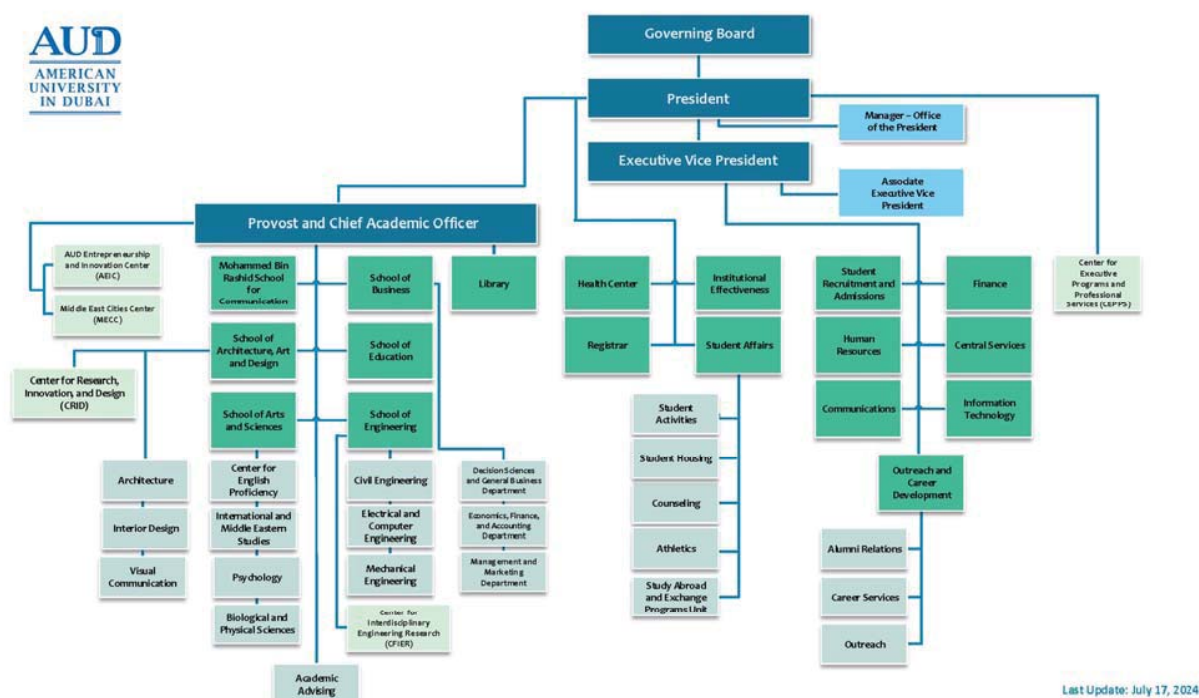 AUD
AMERICAN
UNIVERSITY
IN DUBAI
Governing Board
President
Manager – Office
of the President
Executive Vice President
Associate
Executive Vice
President
Provost and Chief Academic Officer
AUD Entrepreneurship
and Innovation Center
(AEIC)
Middle East Cities Center
(MECC)
Mohammed Bin
Rashid School
for
Communication
School of
Business
Library
Health Center
Institutional
Effectiveness
Student
Recruitment and
Admissions
Finance
Center for
Executive
Programs and
Professional
Services (CEPPS)
School of
Architecture, Art
and Design
School of
Education
Registrar
Student Affairs
Human
Resources
Central Services
Center for Research,
Innovation, and Design
(CRID)
School of Arts
and Sciences
School of
Engineering
Student
Activities
Communications
Information
Technology
Architecture
Center for
English
Proficiency
Civil Engineering
Decision Sciences
and General Business
Department
Student Housing
Outreach and
Career
Development
Interior Design
International
and Middle Eastern
Studies
Electrical and
Computer
Engineering
Economics, Finance,
and Accounting
Department
Counseling
Visual
Communication
Psychology
Mechanical
Engineering
Management and
Marketing
Department
Athletics
Alumni Relations
Biological and
Physical Sciences
Center for
Interdisciplinary
Engineering Research
(CFIER)
Study Abroad
and Exchange
Programs Unit
Career Services
Outreach
Academic
Advising
Last Update: July 17, 2024